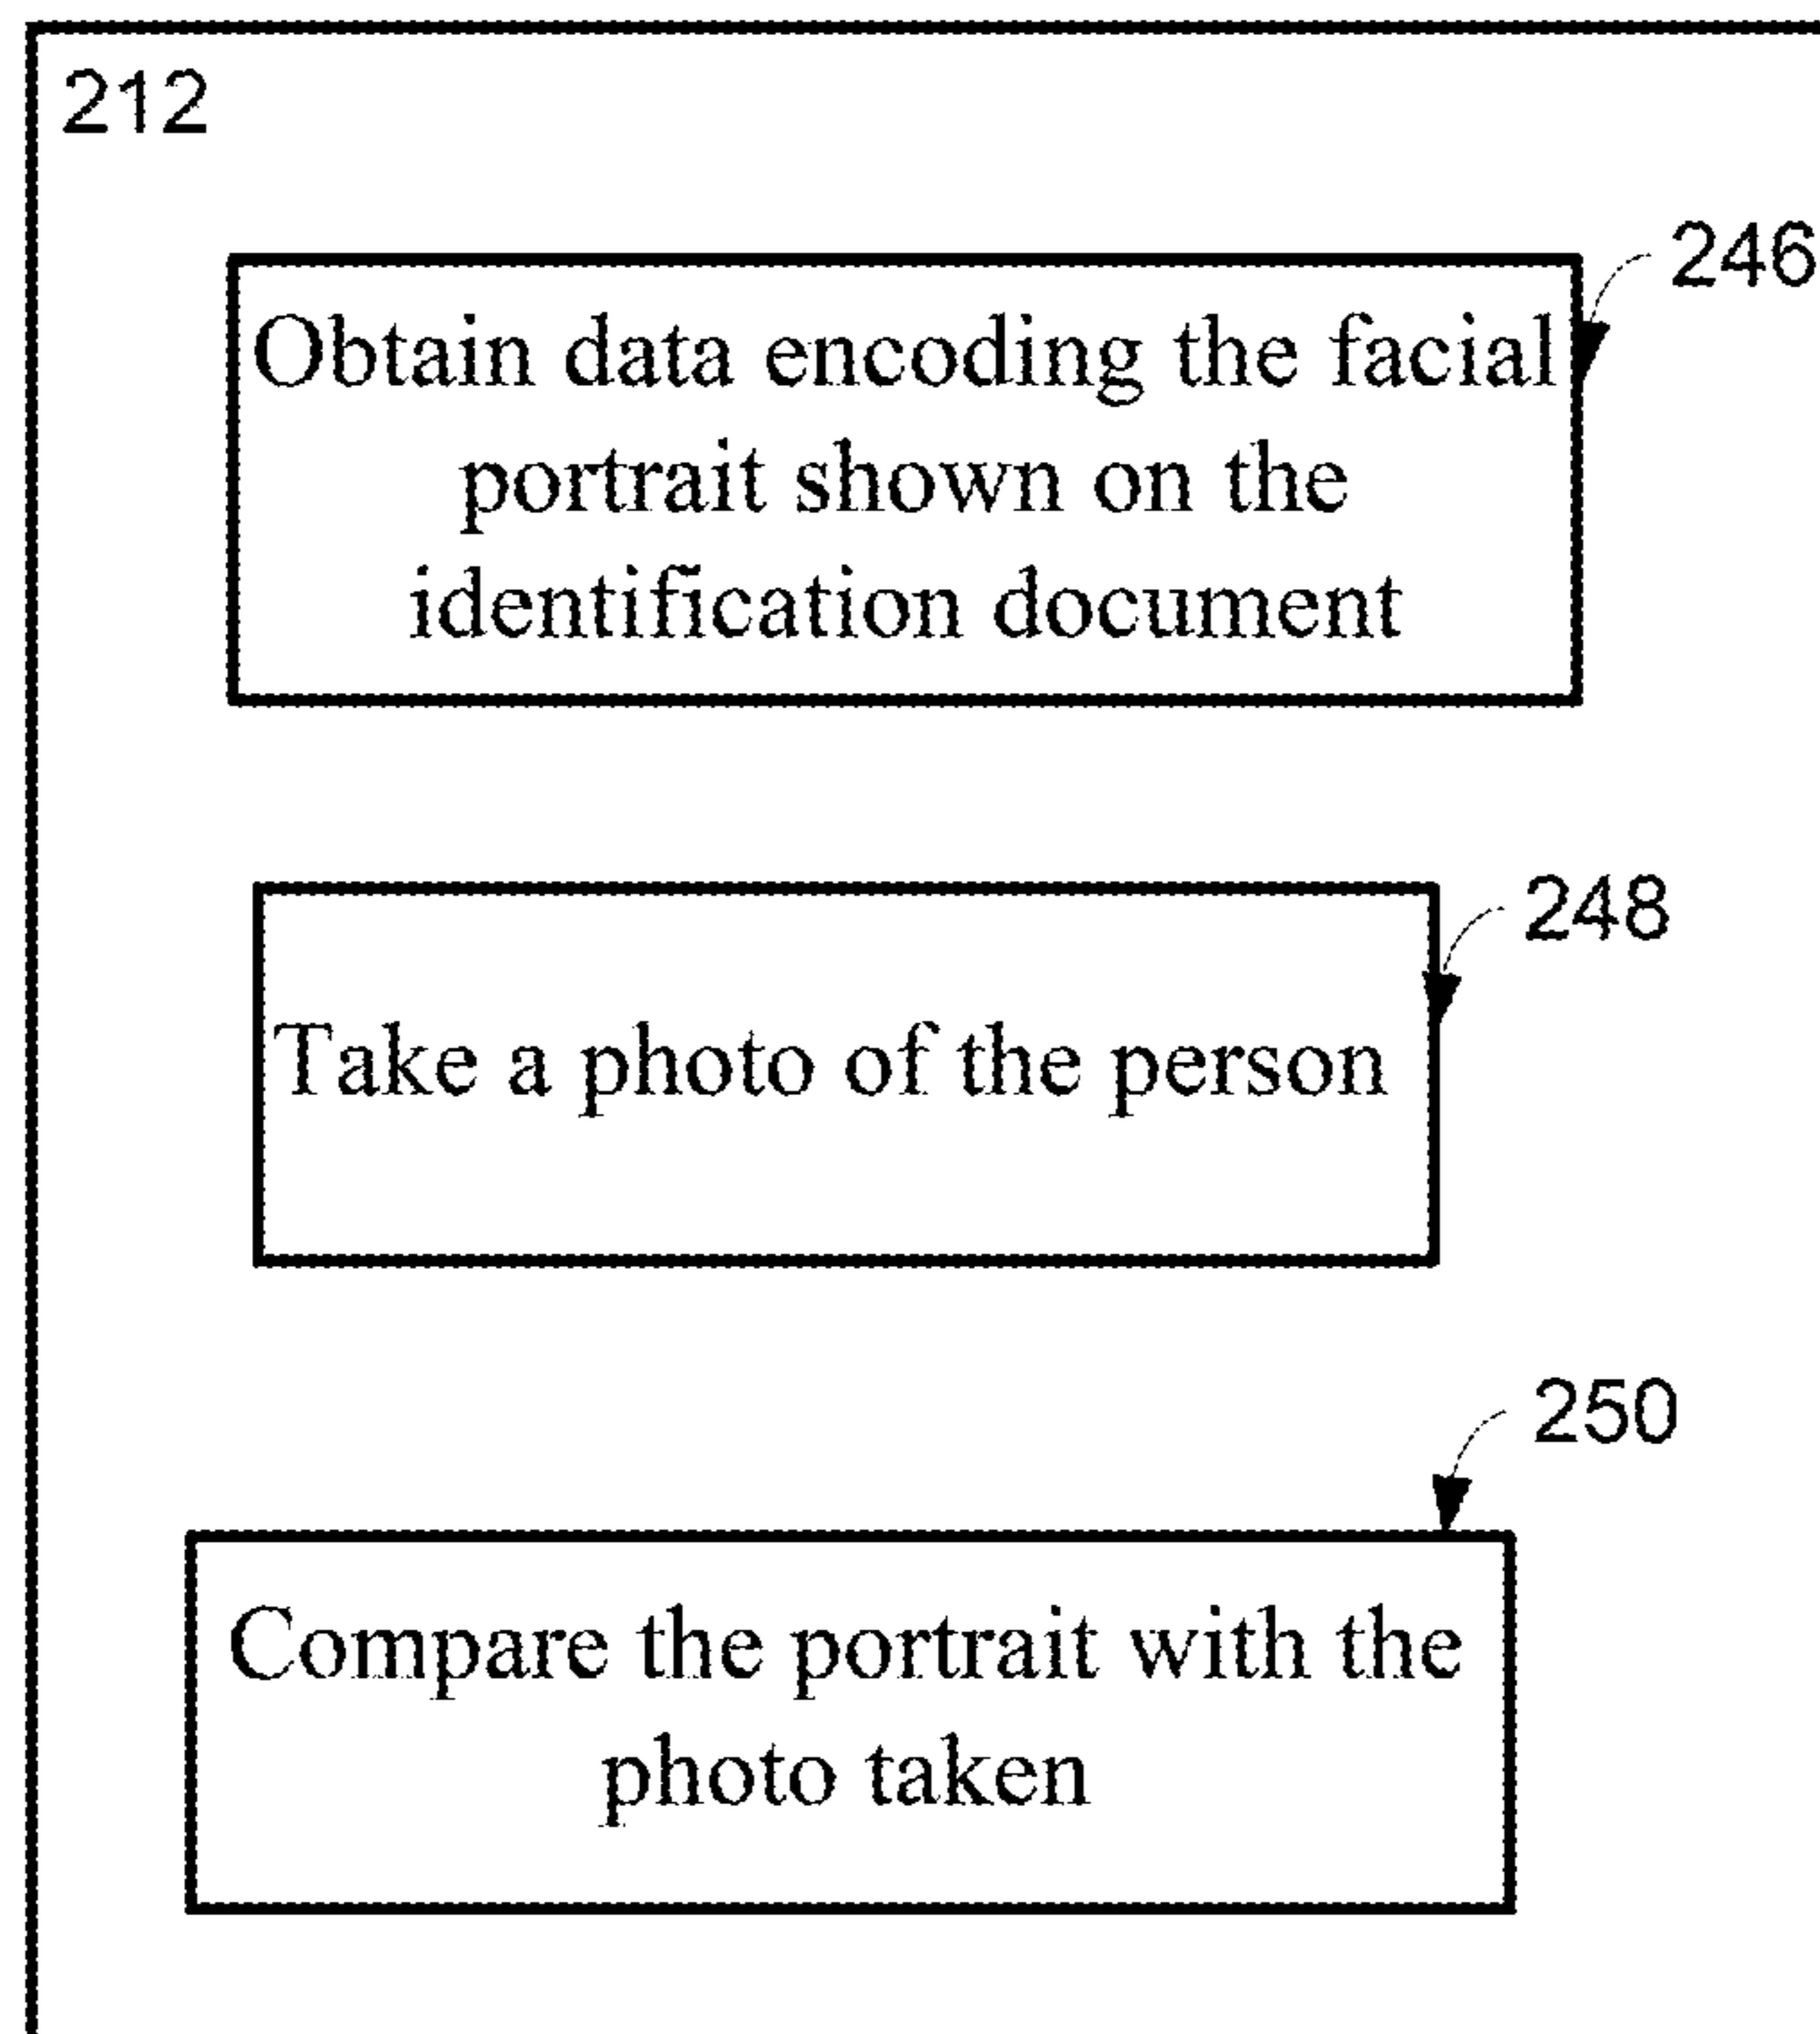 212
246
Obtain data encoding the facial
portrait shown on the
identification document
248
Take a photo of the person
250
Compare the portrait with the
photo taken